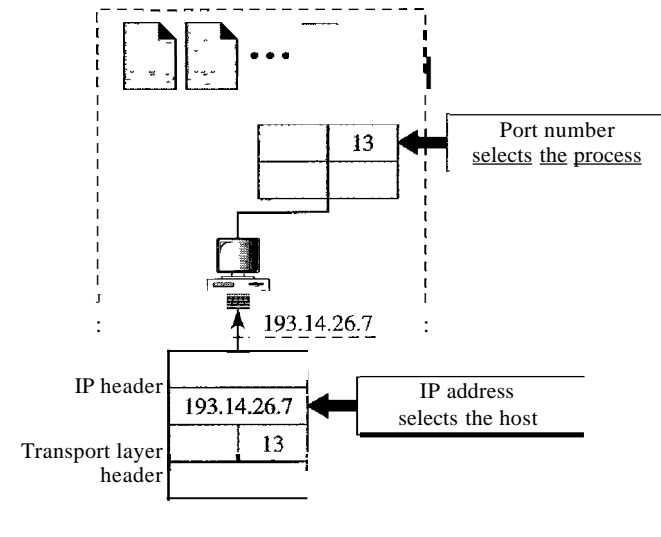 13
Port number
selects the process
193.14.26.7
IP header
193.14.26.7
IP address
selects the host
Transport layer
header
13